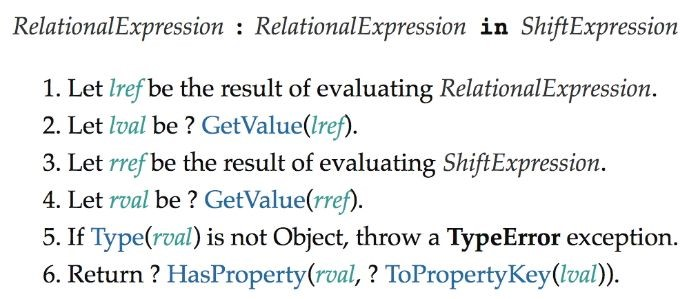 RelationalExpression : RelationalExpression in ShiftExpression
1. Let lref be the result of evaluating RelationalExpression.
2. Let lval be ? GetValue(lref).
3. Let rref be the result of evaluating ShiftExpression.
4. Let rval be ? GetValue(rref).
5. If Type(rval) is not Object, throw a TypeError exception.
6. Return ? HasProperty(rval, ? ToPropertyKey(lval)).